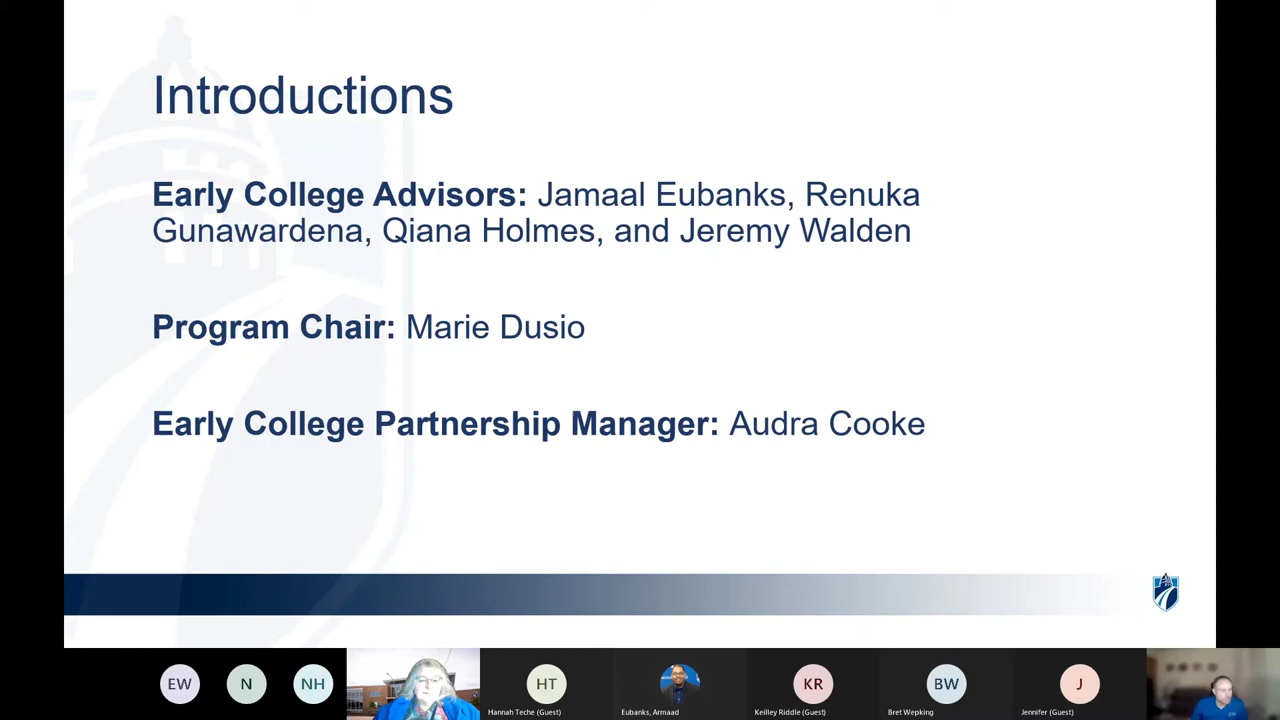 Introductions
Early College Advisors: Jamaal Eubanks, Renuka
Gunawardena, Qiana Holmes, and Jeremy Walden
Program Chair: Marie Dusio
Early College Partnership Manager: Audra Cooke
EW
N
NH
HT
KR
BW
J
Hannah Teche (Guest)
Eubanks, Armaad
Keilley Riddle (Guest)
Bret Wepking
Jennifer (Guest)